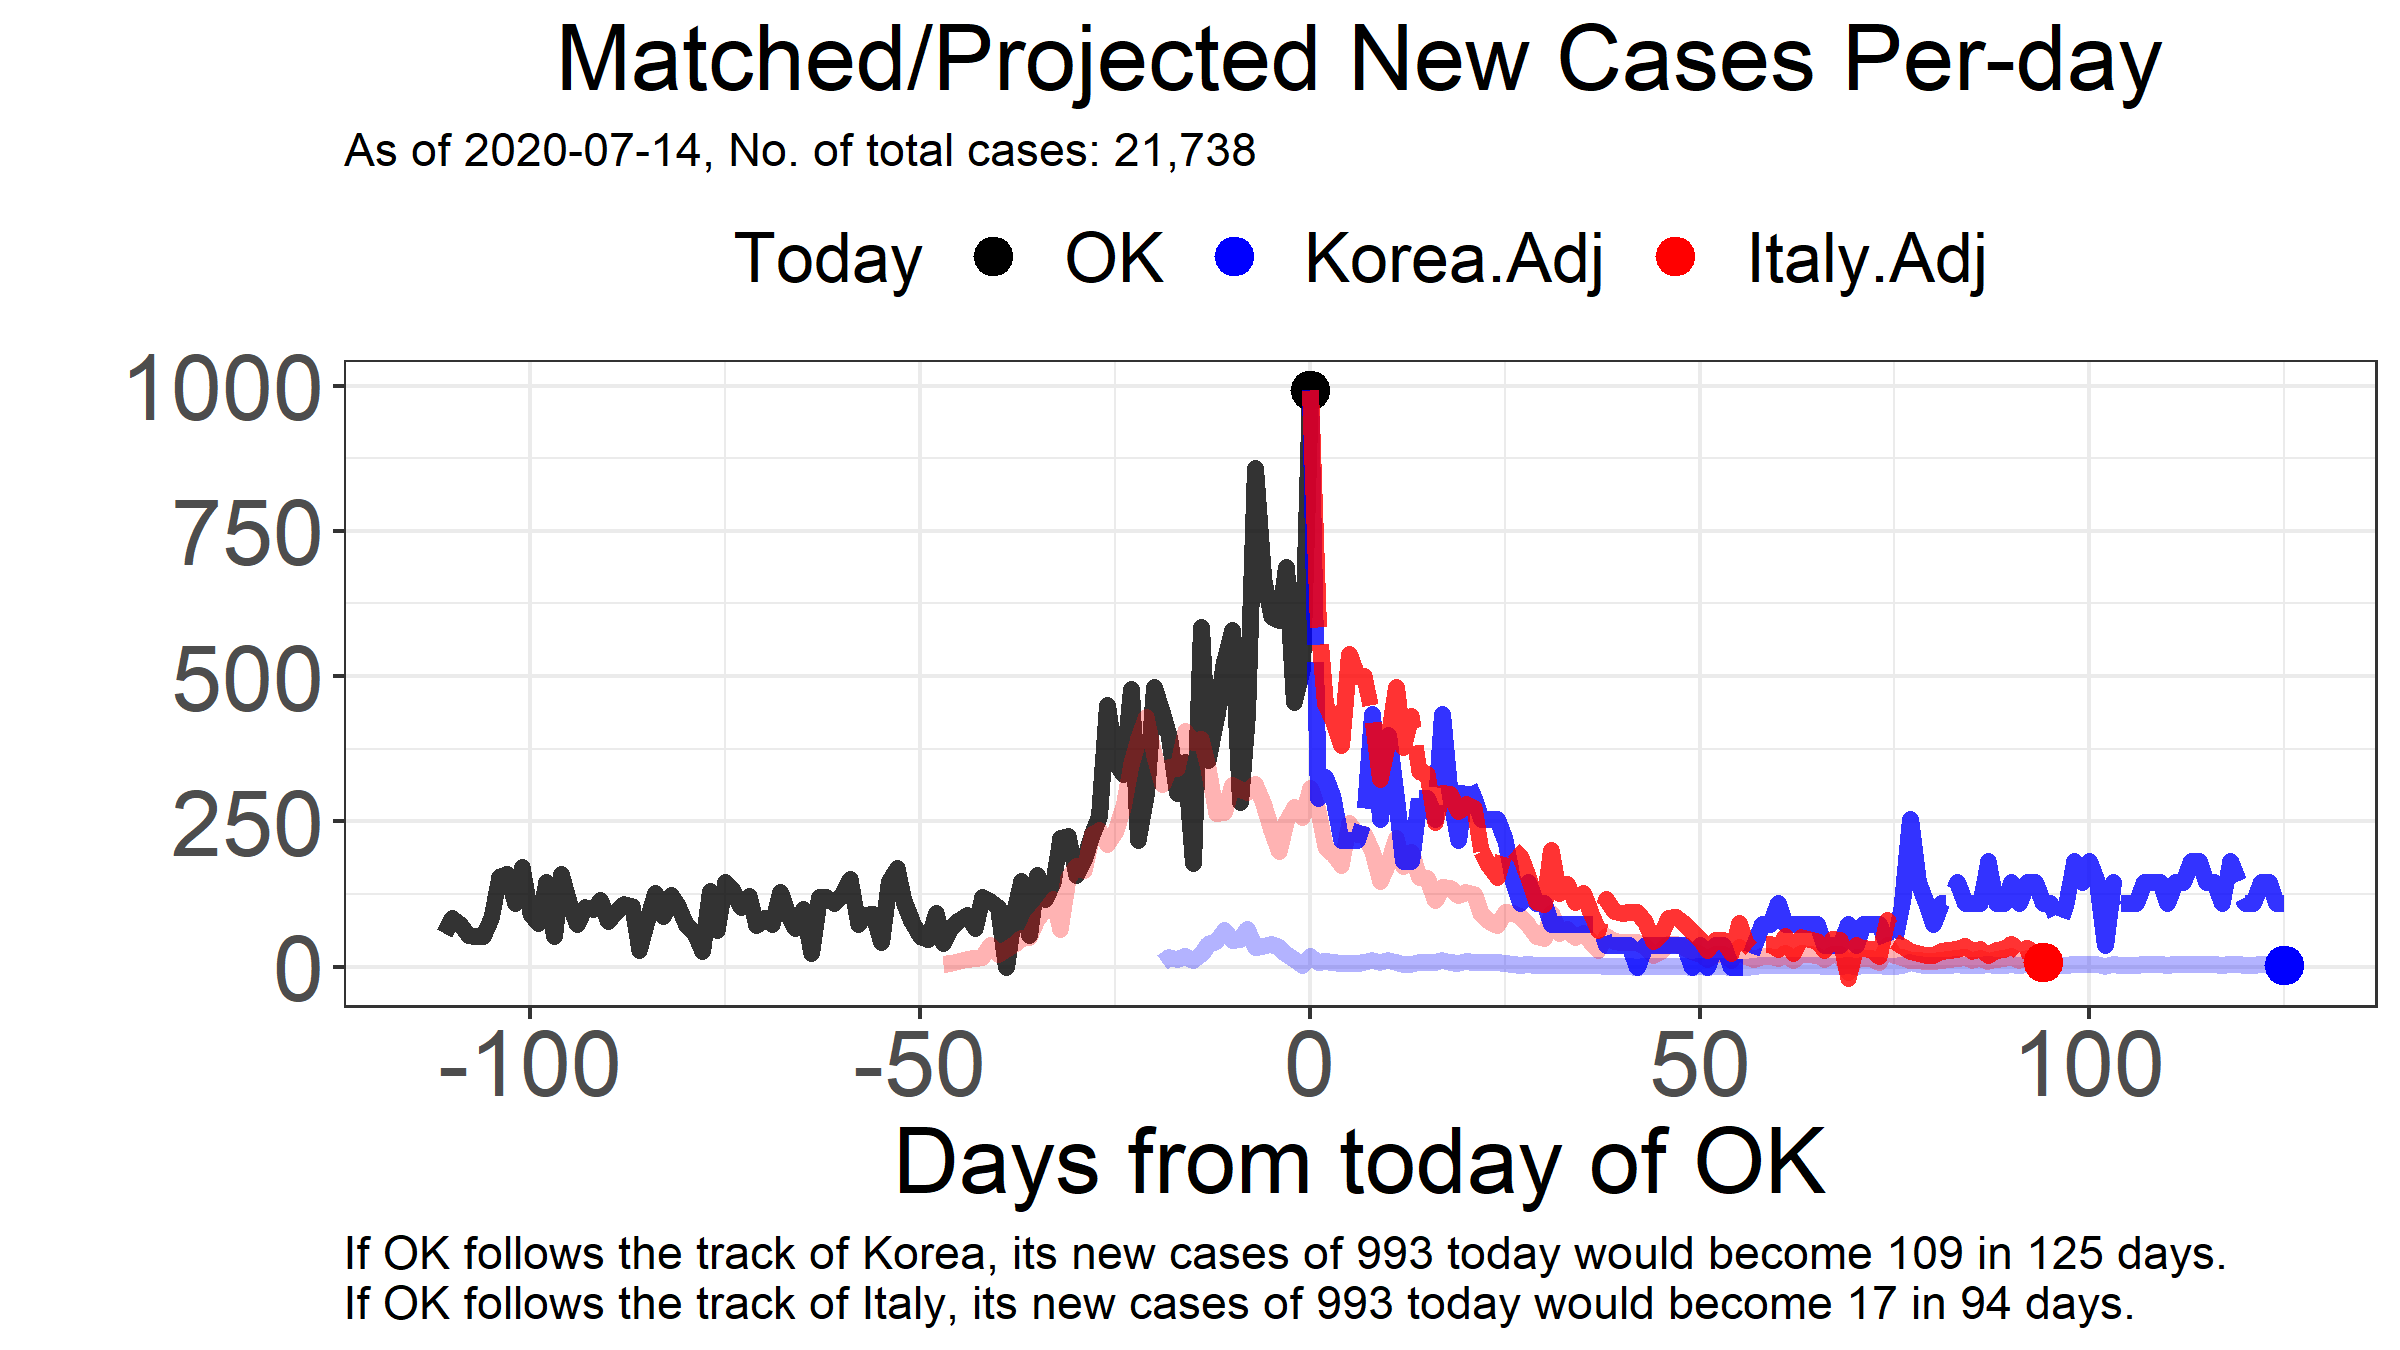 Matched/Projected New Cases Per-day
As of 2020-07-14, No. of total cases: 21,738
Today OK Korea.Adj Italy.Adj
1000
750
500
250
0
-100 -50 0 50 100
Days from today of OK
If OK follows the track of Korea, its new cases of 993 today would become 109 in 125 days.
If OK follows the track of Italy, its new cases of 993 today would become 17 in 94 days.